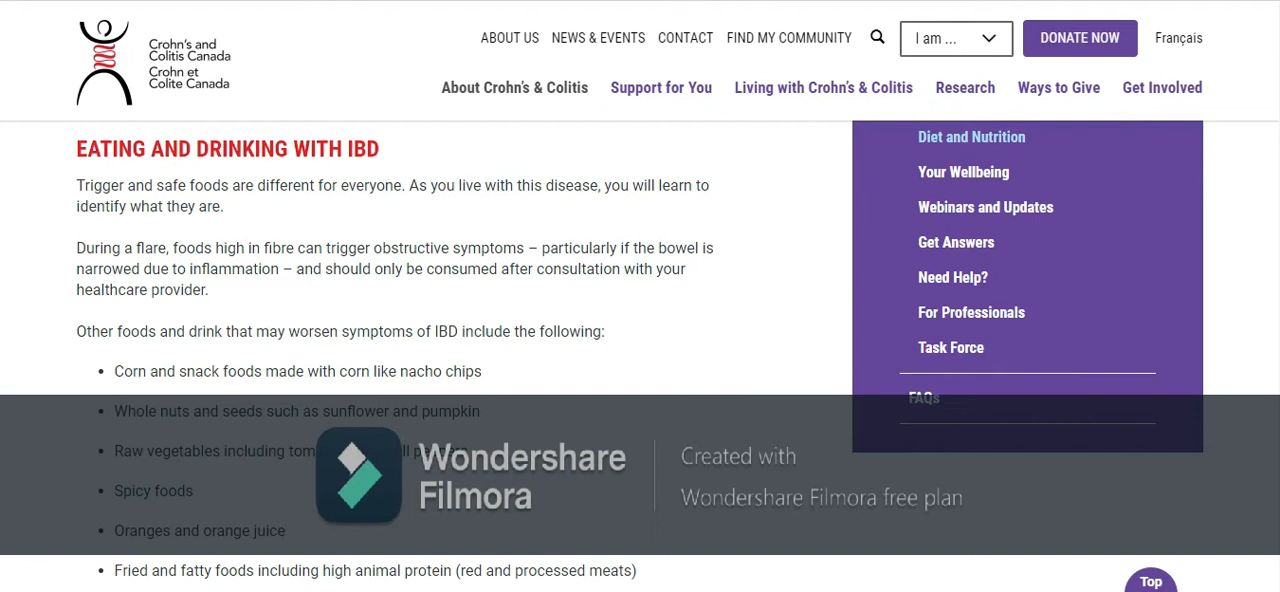 Crohn's and
Colitis Canada
Crohn et
Colite Canada
ABOUT US NEWS & EVENTS CONTACT FIND MY COMMUNITY I am ... DONATE NOW Français
About Crohn's & Colitis Support for You Living with Crohn's & Colitis Research Ways to Give Get Involved
EATING AND DRINKING WITH IBD
Trigger and safe foods are different for everyone. As you live with this disease, you will learn to
identify what they are.
During a flare, foods high in fibre can trigger obstructive symptoms – particularly if the bowel is
narrowed due to inflammation – and should only be consumed after consultation with your
healthcare provider.
Other foods and drink that may worsen symptoms of IBD include the following:
• Corn and snack foods made with corn like nacho chips
• Whole nuts and seeds such as sunflower and pumpkin
• Raw vegetables including
• Spicy foods
• Oranges and orange juice
• Fried and fatty foods including high animal protein (red and processed meats)
Diet and Nutrition
Your Wellbeing
Webinars and Updates
Get Answers
Need Help?
For Professionals
Task Force
FAQs
Wondershare
Filmora
Created with
Wondershare Filmora free plan
Top